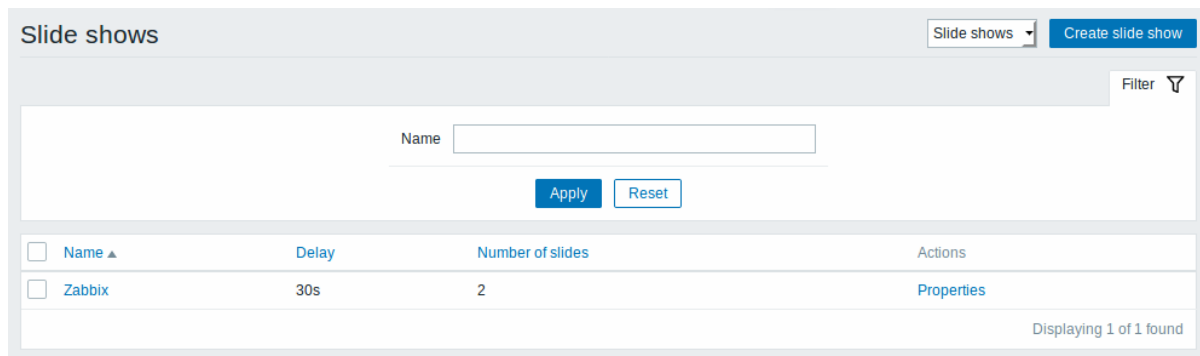 Slide shows
Slide shows Create slide show
Filter
Name
Apply Reset
Name Delay Number of slides Actions
Zabbix 30s 2 Properties
Displaying 1 of 1 found